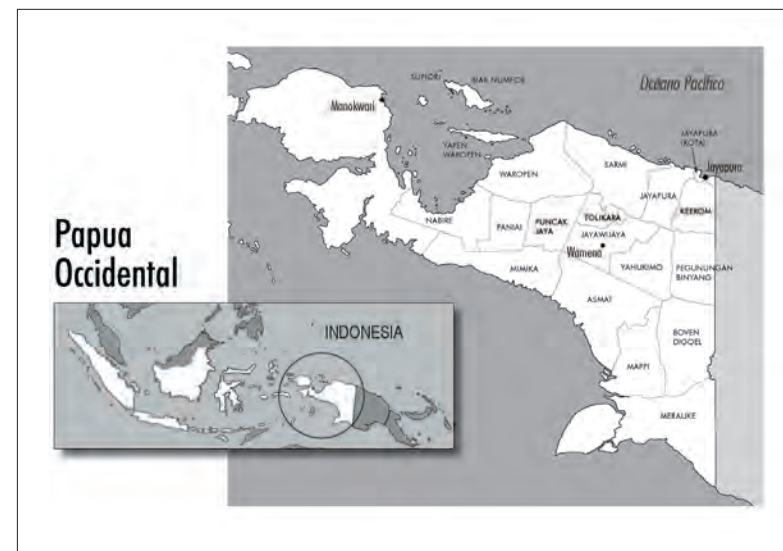 Océano Pacífico
SUPIORI
BIAK NUMFOR
Manokwari
JAYAPURA
(KOTA)
Jayapura
YAPEN
WAROPEN
SARMI
WAROPEN
JAYAPURA
KEEROM
NABIRE
PANIAI
PUNCAK
JAYA
TOLIKARA
JAYAWIJAYA
Wamena
MIMIKA
YAHUKIMO
PEGUNUNGAN
BINYANG
ASMAT
BOVEN
DIGOEL
MAPPI
MERAUKE
Papua
Occidental
INDONESIA